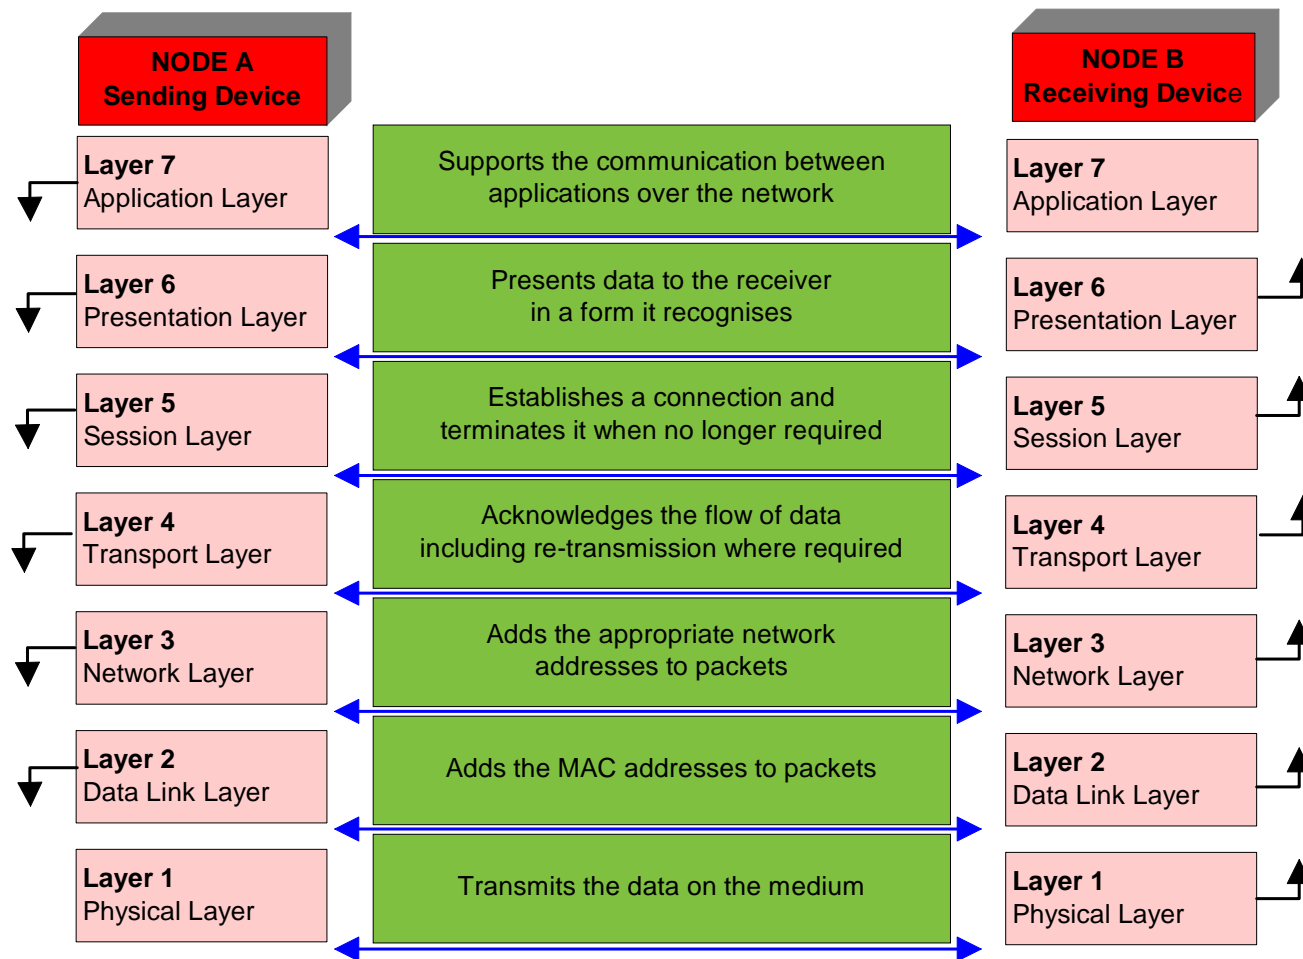 NODE A
Sending Device
NODE B
Receiving Device
Layer 7
Application Layer
Supports the communication between
applications over the network
Layer 7
Application Layer
Layer 6
Presentation Layer
Presents data to the receiver
in a form it recognises
Layer 6
Presentation Layer
Layer 5
Session Layer
Establishes a connection and
terminates it when no longer required
Layer 5
Session Layer
Layer 4
Transport Layer
Acknowledges the flow of data
including re-transmission where required
Layer 4
Transport Layer
Layer 3
Network Layer
Adds the appropriate network
addresses to packets
Layer 3
Network Layer
Layer 2
Data Link Layer
Adds the MAC addresses to packets
Layer 2
Data Link Layer
Layer 1
Physical Layer
Transmits the data on the medium
Layer 1
Physical Layer